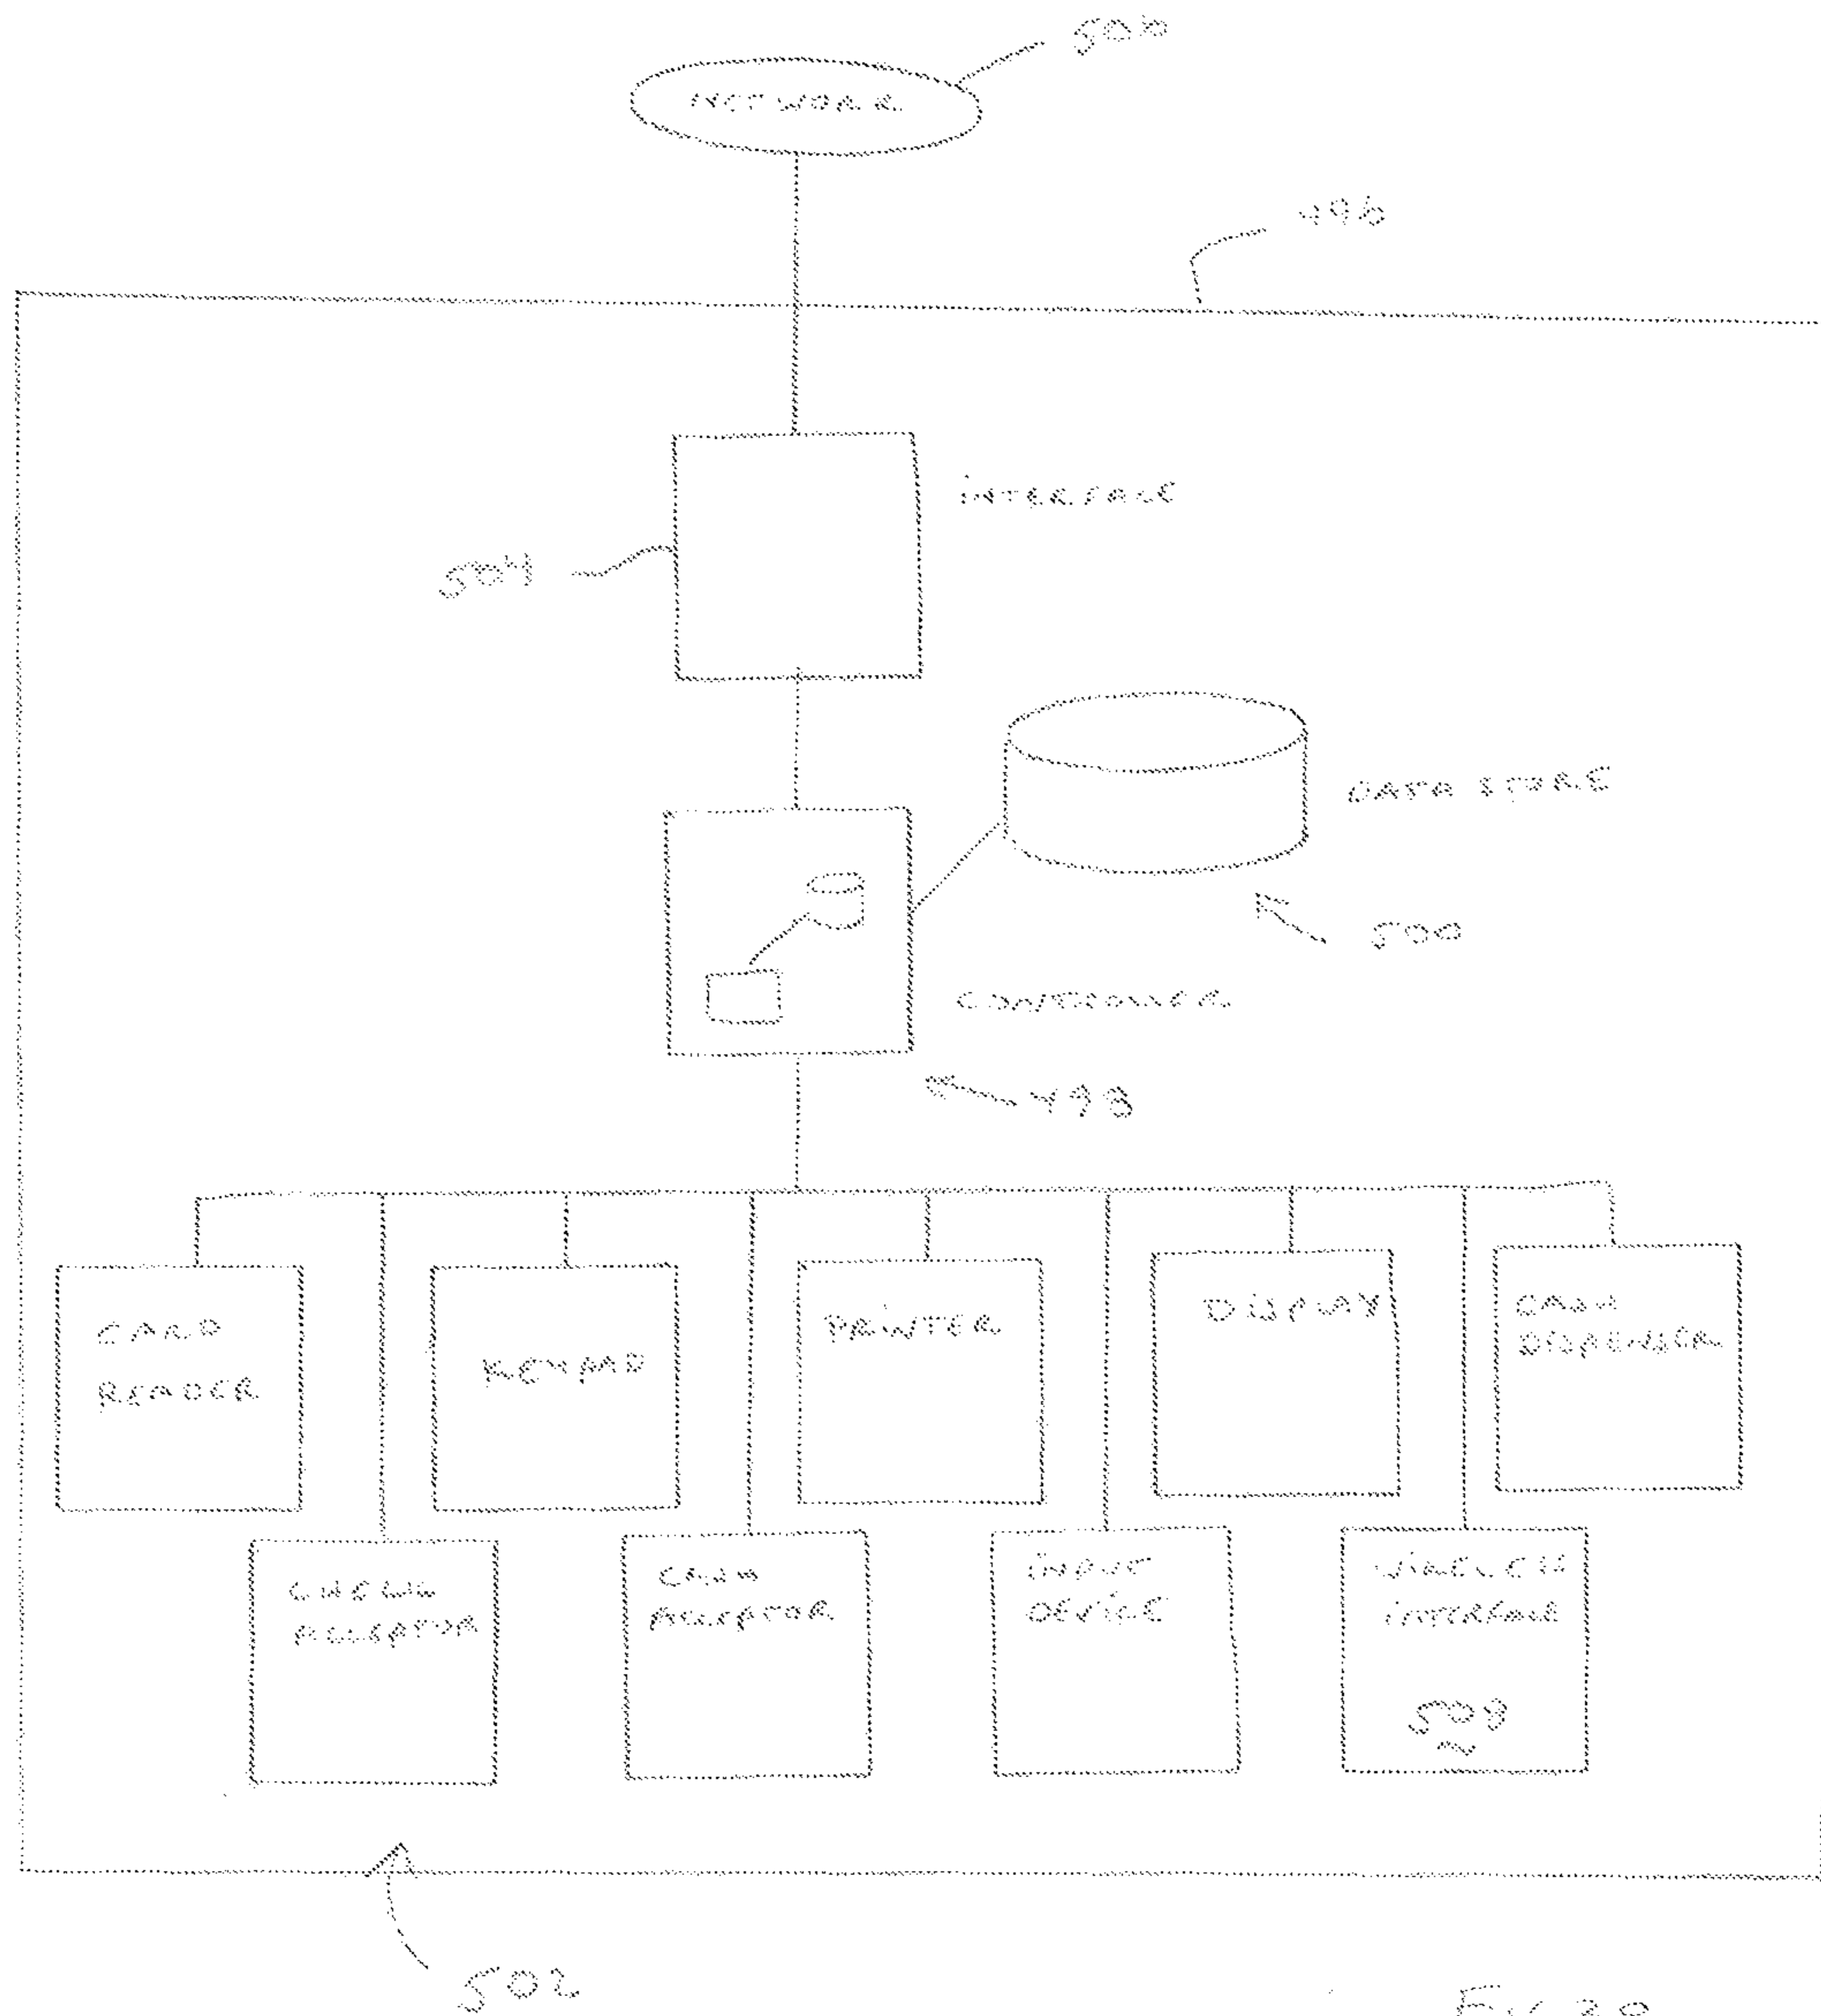 506
NETWORK
496
INTERFACE
504
DATA STORE
500
CONTROLLER
498
CARD
READER
KEYPAD
PRINTER
DISPLAY
CASH
DISPENSER
CHECK
ACCEPTOR
CASH
ACCEPTOR
INPUT
DEVICE
WIRELESS
INTERFACE
508
502